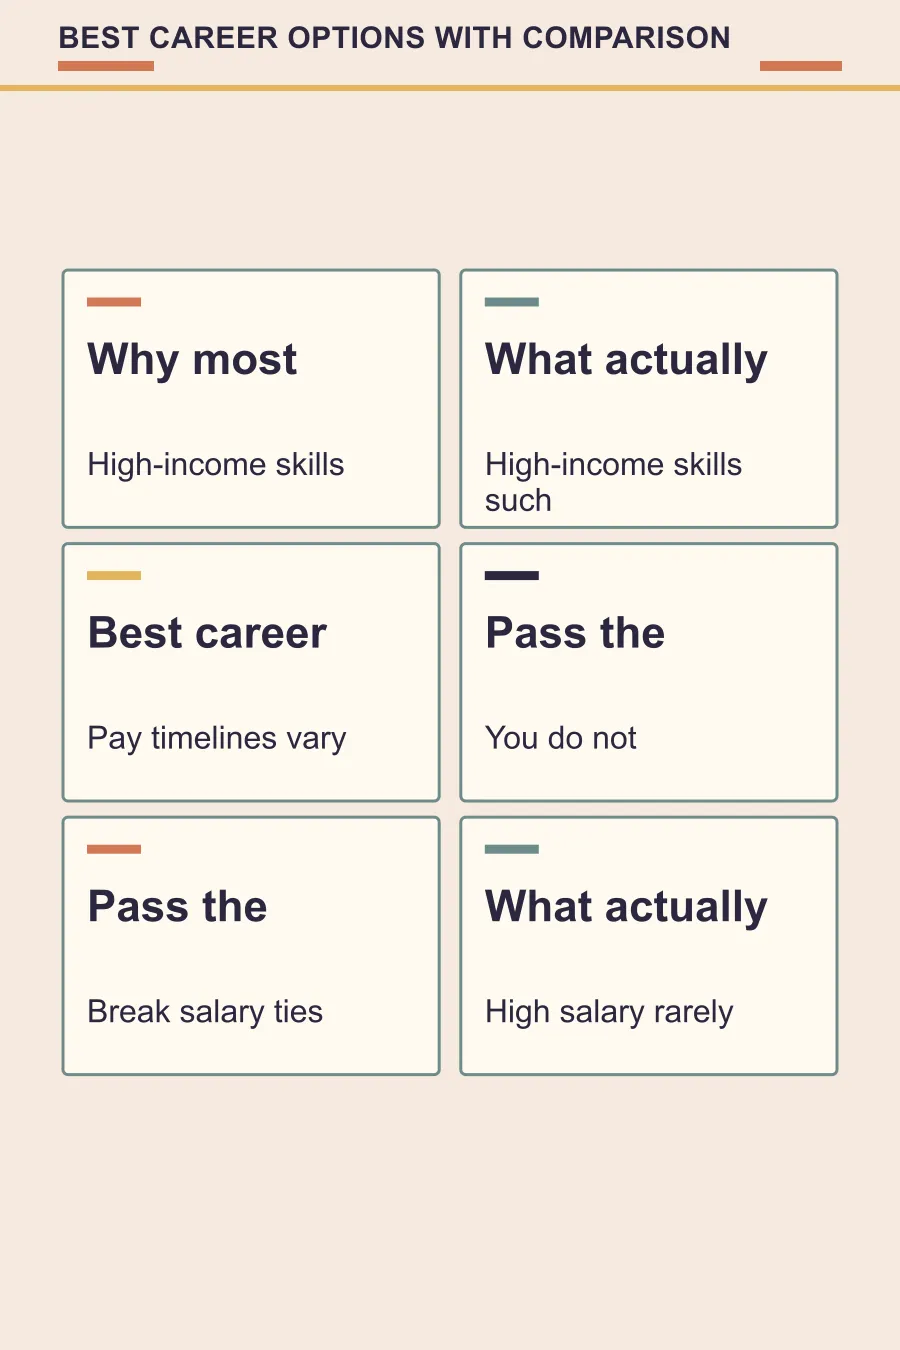 BEST CAREER OPTIONS WITH COMPARISON
Why most
High-income skills
What actually
High-income skills
such
Best career
Pay timelines vary
Pass the
You do not
Pass the
Break salary ties
What actually
High salary rarely